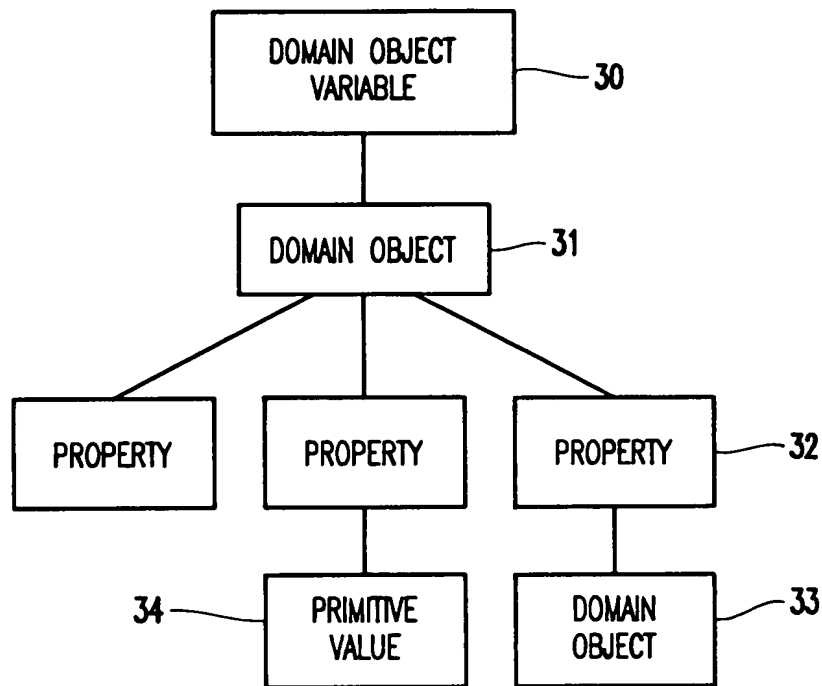 DOMAIN OBJECT
VARIABLE
30
DOMAIN OBJECT
31
PROPERTY
PROPERTY
PROPERTY
32
34
PRIMITIVE
VALUE
DOMAIN
OBJECT
33